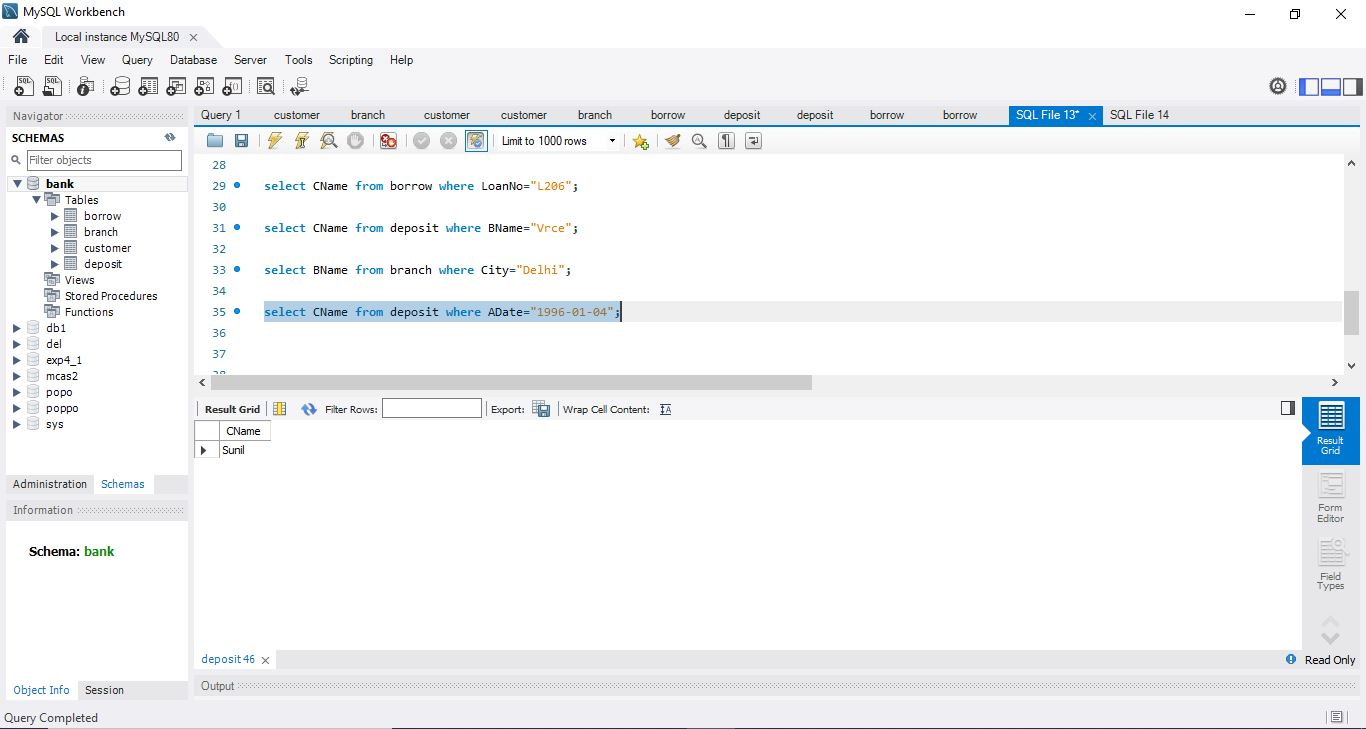 MySQL Workbench
Local instance MySQL80
File Edit View Query Database Server Tools Scripting Help
Navigator
SCHEMAS
Filter objects
bank
Tables
borrow
branch
customer
deposit
Views
Stored Procedures
Functions
db1
del
exp4_1
mcas2
popo
poppo
sys
Administration Schemas
Information
Schema: bank
Object Info Session
Query 1 customer branch customer customer branch borrow deposit deposit borrow borrow SQL File 13* SQL File 14
Limit to 1000 rows
28
29 select CName from borrow where LoanNo="L206";
30
31 select CName from deposit where BName="Vrce";
32
33 select BName from branch where City="Delhi";
34
35 select CName from deposit where ADate="1996-01-04";
36
37
38
Result Grid Filter Rows: Export: Wrap Cell Content:
CName
Sunil
Result
Grid
Form
Editor
Field
Types
deposit 46
Read Only
Output
Query Completed